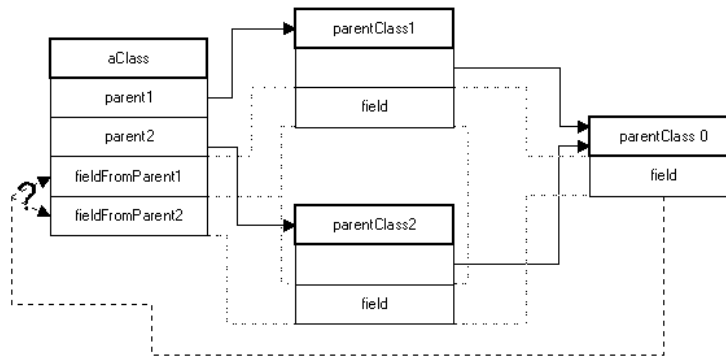 aClass
parent1
parent2
fieldFromParent1
fieldFromParent2
?
parentClass1
field
parentClass2
field
parentClass 0
field